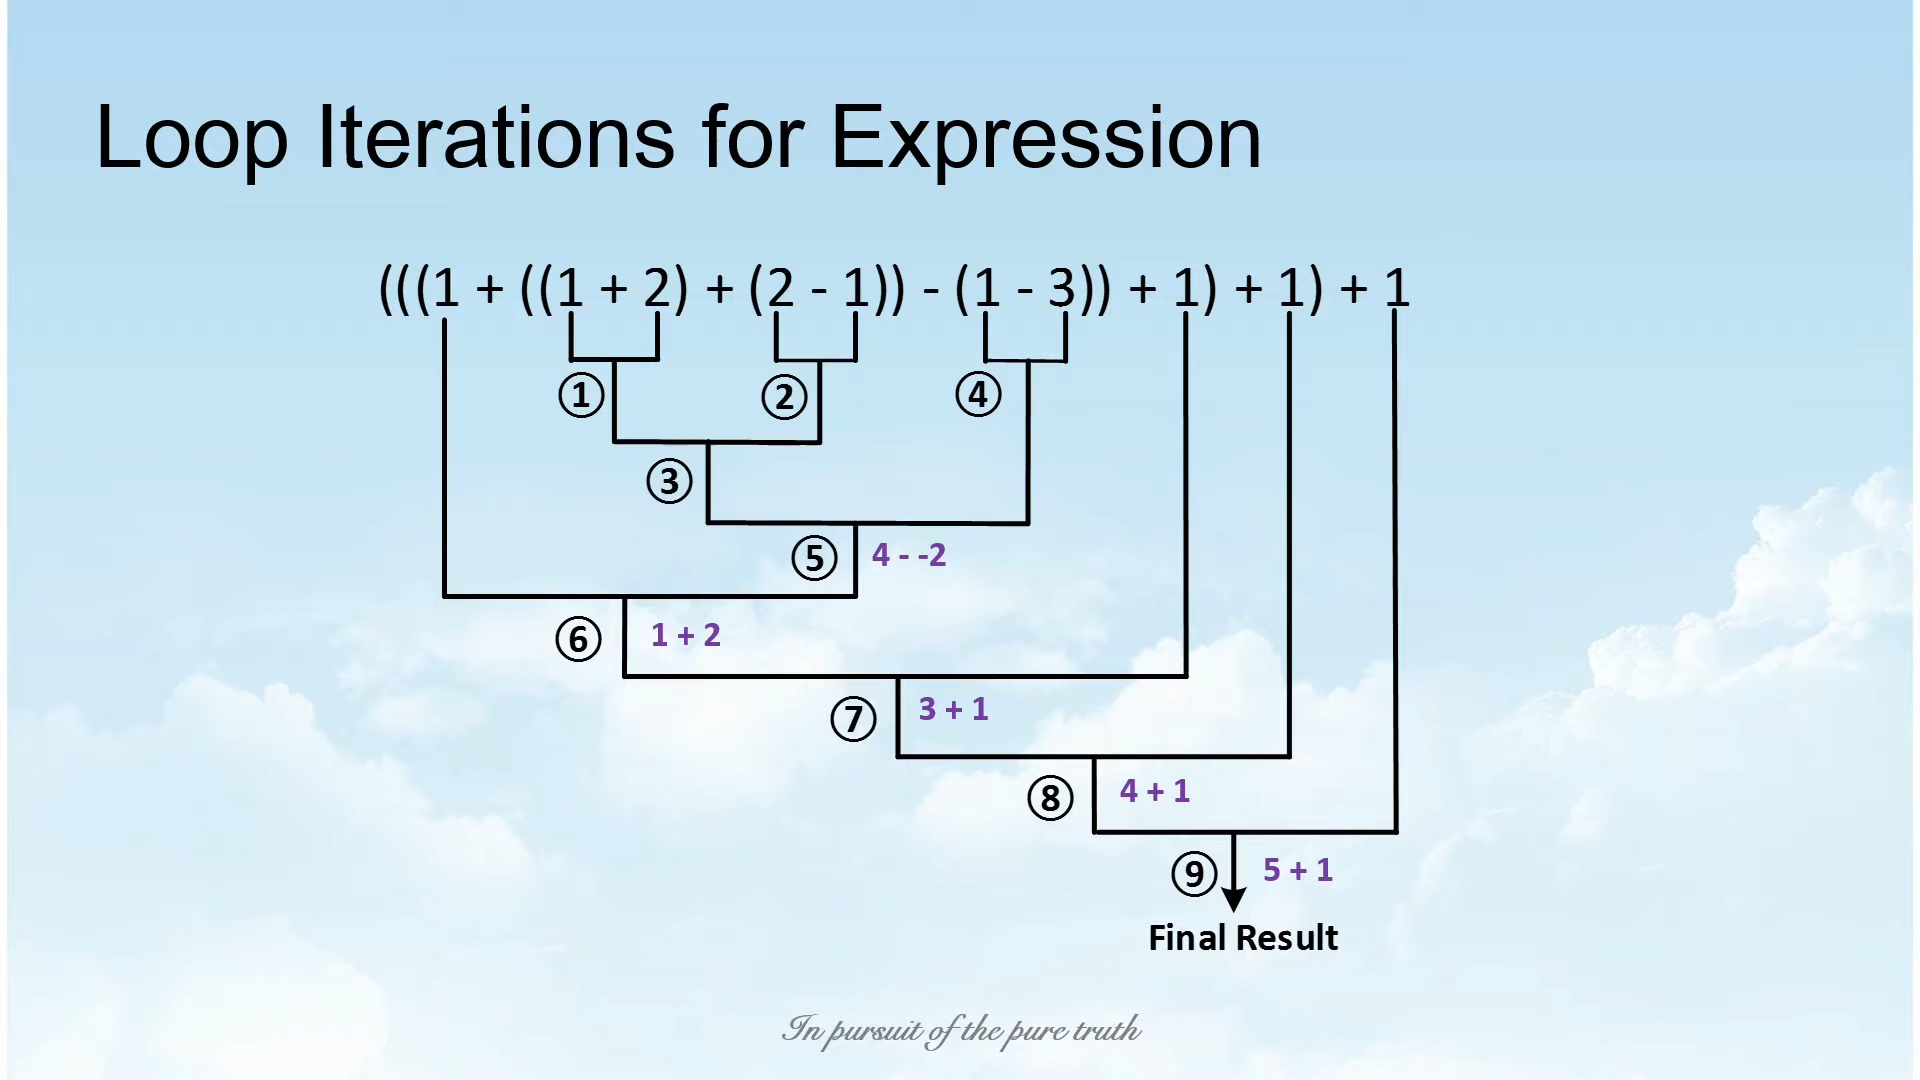 Loop Iterations for Expression
(((1 + ((1 + 2) + (2 - 1)) - (1 - 3)) + 1) + 1) + 1
① ② ④
③
⑤ 4 - -2
⑥ 1 + 2
⑦ 3 + 1
⑧ 4 + 1
⑨ 5 + 1
Final Result
In pursuit of the pure truth